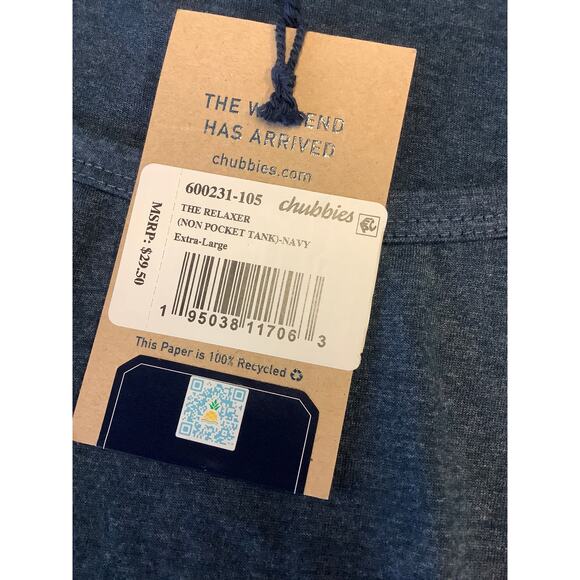 THE W END
HAS ARRIVED
chubbies.com
600231-105 chubbies
THE RELAXER
(NON POCKET TANK)-NAVY
Extra-Large
MSRP: $29.50
1 95038 11706 3
This Paper is 100% Recycled